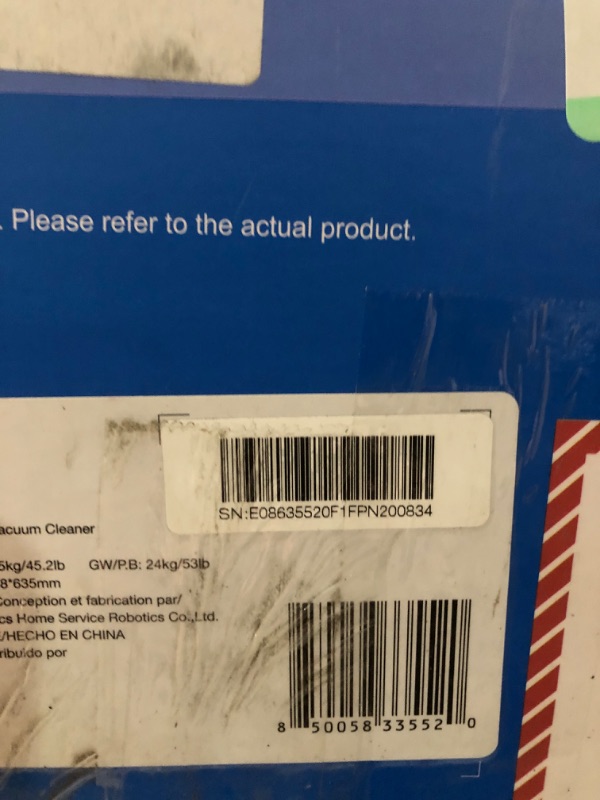 . Please refer to the actual product.
SN:E08635520F1FPN200834
acuum Cleaner
5kg/45.2lb GW/P.B: 24kg/53lb
8*635mm
Conception et fabrication par/
cs Home Service Robotics Co.,Ltd.
E/HECHO EN CHINA
ribuido por
8 50058 33552 0